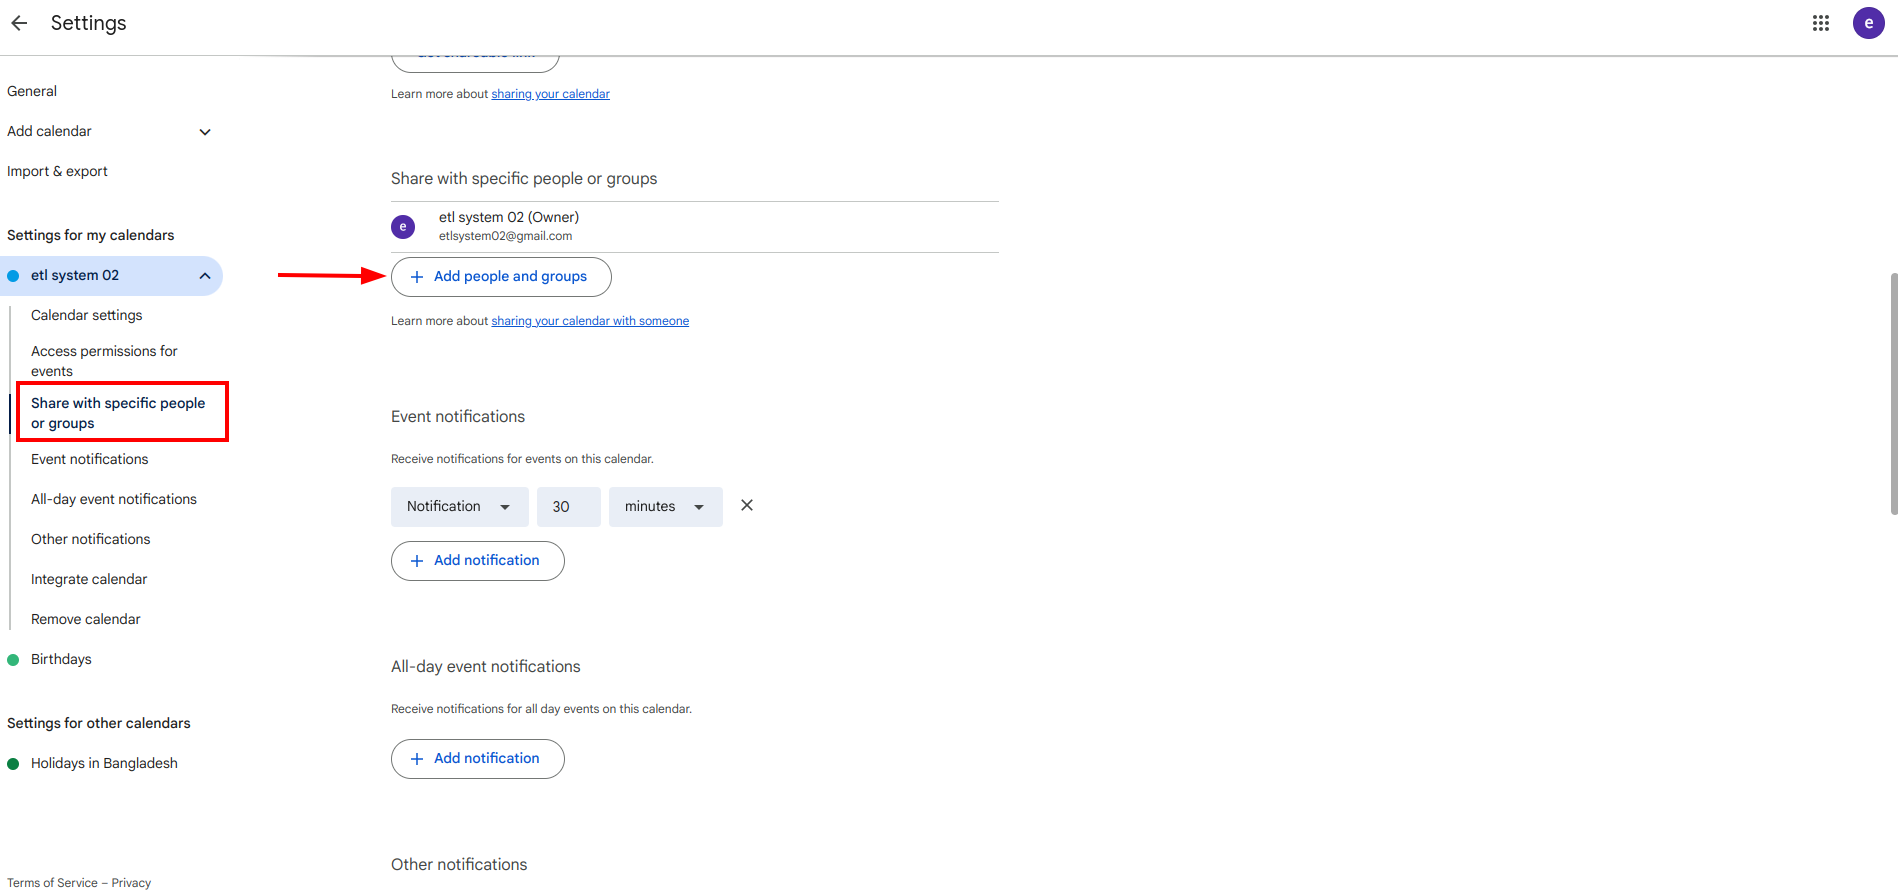 Settings
e
General
Add calendar
Import & export
Settings for my calendars
etl system 02
Calendar settings
Access permissions for
events
Share with specific people
or groups
Event notifications
All-day event notifications
Other notifications
Integrate calendar
Remove calendar
Birthdays
Settings for other calendars
Holidays in Bangladesh
Terms of Service – Privacy
Learn more about sharing your calendar
Share with specific people or groups
e
etl system 02 (Owner)
etlsystem02@gmail.com
+ Add people and groups
Learn more about sharing your calendar with someone
Event notifications
Receive notifications for events on this calendar.
Notification 30 minutes
+ Add notification
All-day event notifications
Receive notifications for all day events on this calendar.
+ Add notification
Other notifications